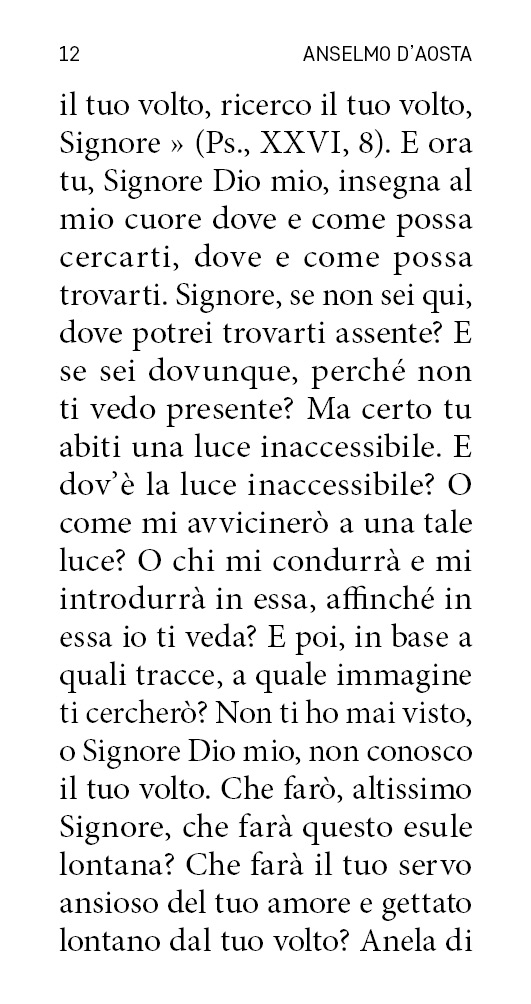 12 ANSELMO D'AOSTA
il tuo volto, ricerco il tuo volto,
Signore » (Ps., XXVI, 8). E ora
tu, Signore Dio mio, insegna al
mio cuore dove e come possa
cercarti, dove e come possa
trovarti. Signore, se non sei qui,
dove potrei trovarti assente? E
se sei dovunque, perché non
ti vedo presente? Ma certo tu
abiti una luce inaccessibile. E
dov'è la luce inaccessibile? O
come mi avvicinerò a una tale
luce? O chi mi condurrà e mi
introdurrà in essa, affinché in
essa io ti veda? E poi, in base a
quali tracce, a quale immagine
ti cercherò? Non ti ho mai visto,
o Signore Dio mio, non conosco
il tuo volto. Che farò, altissimo
Signore, che farà questo esule
lontana? Che farà il tuo servo
ansioso del tuo amore e gettato
lontano dal tuo volto? Anela di